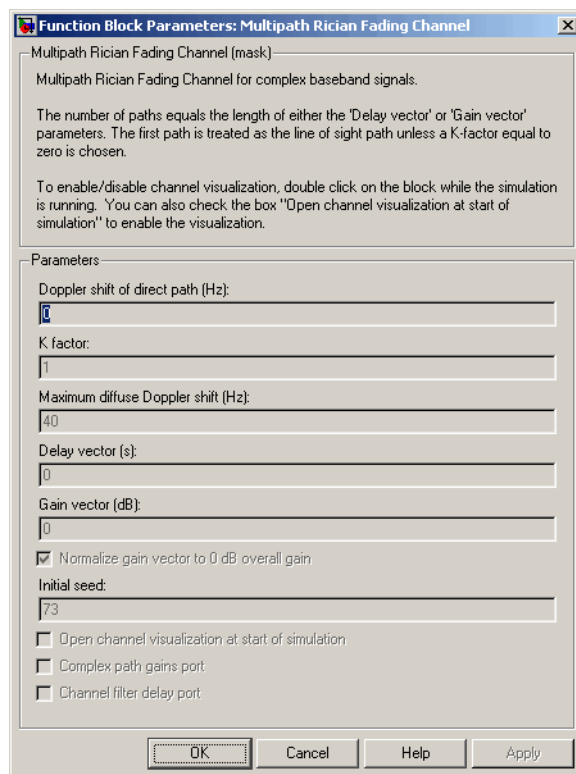 Function Block Parameters: Multipath Rician Fading Channel
Multipath Rician Fading Channel (mask)
Multipath Rician Fading Channel for complex baseband signals.
The number of paths equals the length of either the 'Delay vector' or 'Gain vector'
parameters. The first path is treated as the line of sight path unless a K-factor equal to
zero is chosen.
To enable/disable channel visualization, double click on the block while the simulation
is running. You can also check the box "Open channel visualization at start of
simulation" to enable the visualization.
Parameters
Doppler shift of direct path (Hz):
0
K factor:
1
Maximum diffuse Doppler shift (Hz):
40
Delay vector (s):
0
Gain vector (dB):
0
Normalize gain vector to 0 dB overall gain
Initial seed:
73
Open channel visualization at start of simulation
Complex path gains port
Channel filter delay port
OK Cancel Help Apply